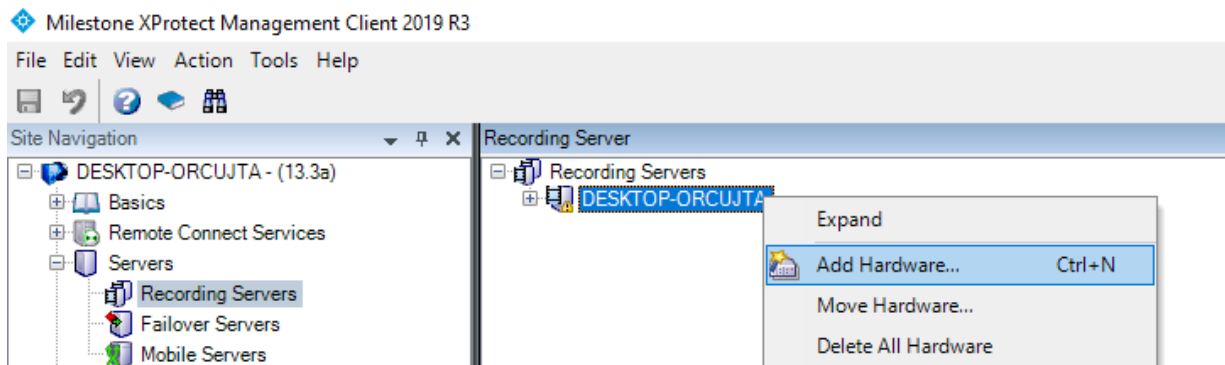 Milestone XProtect Management Client 2019 R3
File Edit View Action Tools Help
Site Navigation
Recording Server
DESKTOP-ORCUJTA - (13.3a)
Basics
Remote Connect Services
Servers
Recording Servers
Failover Servers
Mobile Servers
Recording Servers
DESKTOP-ORCUJTA
Expand
Add Hardware... Ctrl+N
Move Hardware...
Delete All Hardware